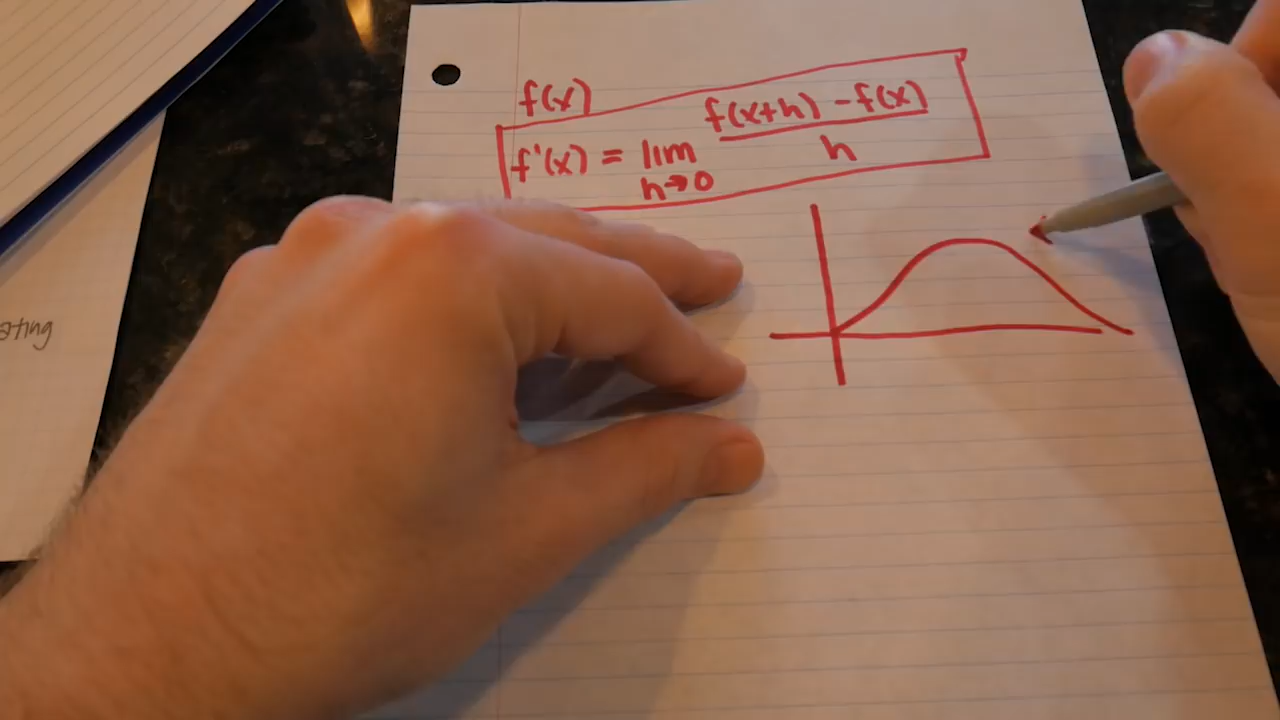 f(x)
f'(x) = lim h→0 f(x+h) - f(x) / h
ating